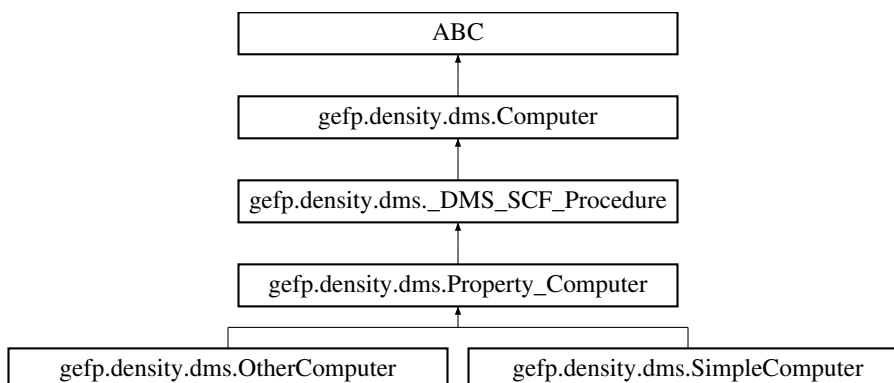 ABC
gefp.density.dms.Computer
gefp.density.dms._DMS_SCF_Procedure
gefp.density.dms.Property_Computer
gefp.density.dms.OtherComputer
gefp.density.dms.SimpleComputer